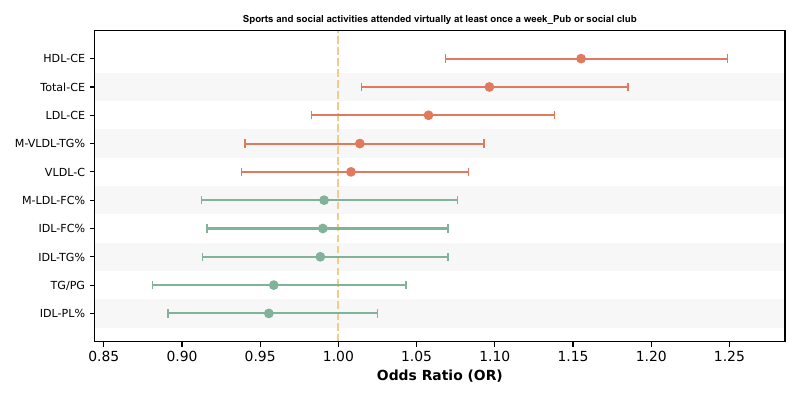 Sports and social activities attended virtually at least once a week_Pub or social club
HDL-CE
Total-CE
LDL-CE
M-VLDL-TG%
VLDL-C
M-LDL-FC%
IDL-FC%
IDL-TG%
TG/PG
IDL-PL%
0.85 0.90 0.95 1.00 1.05 1.10 1.15 1.20 1.25
Odds Ratio (OR)